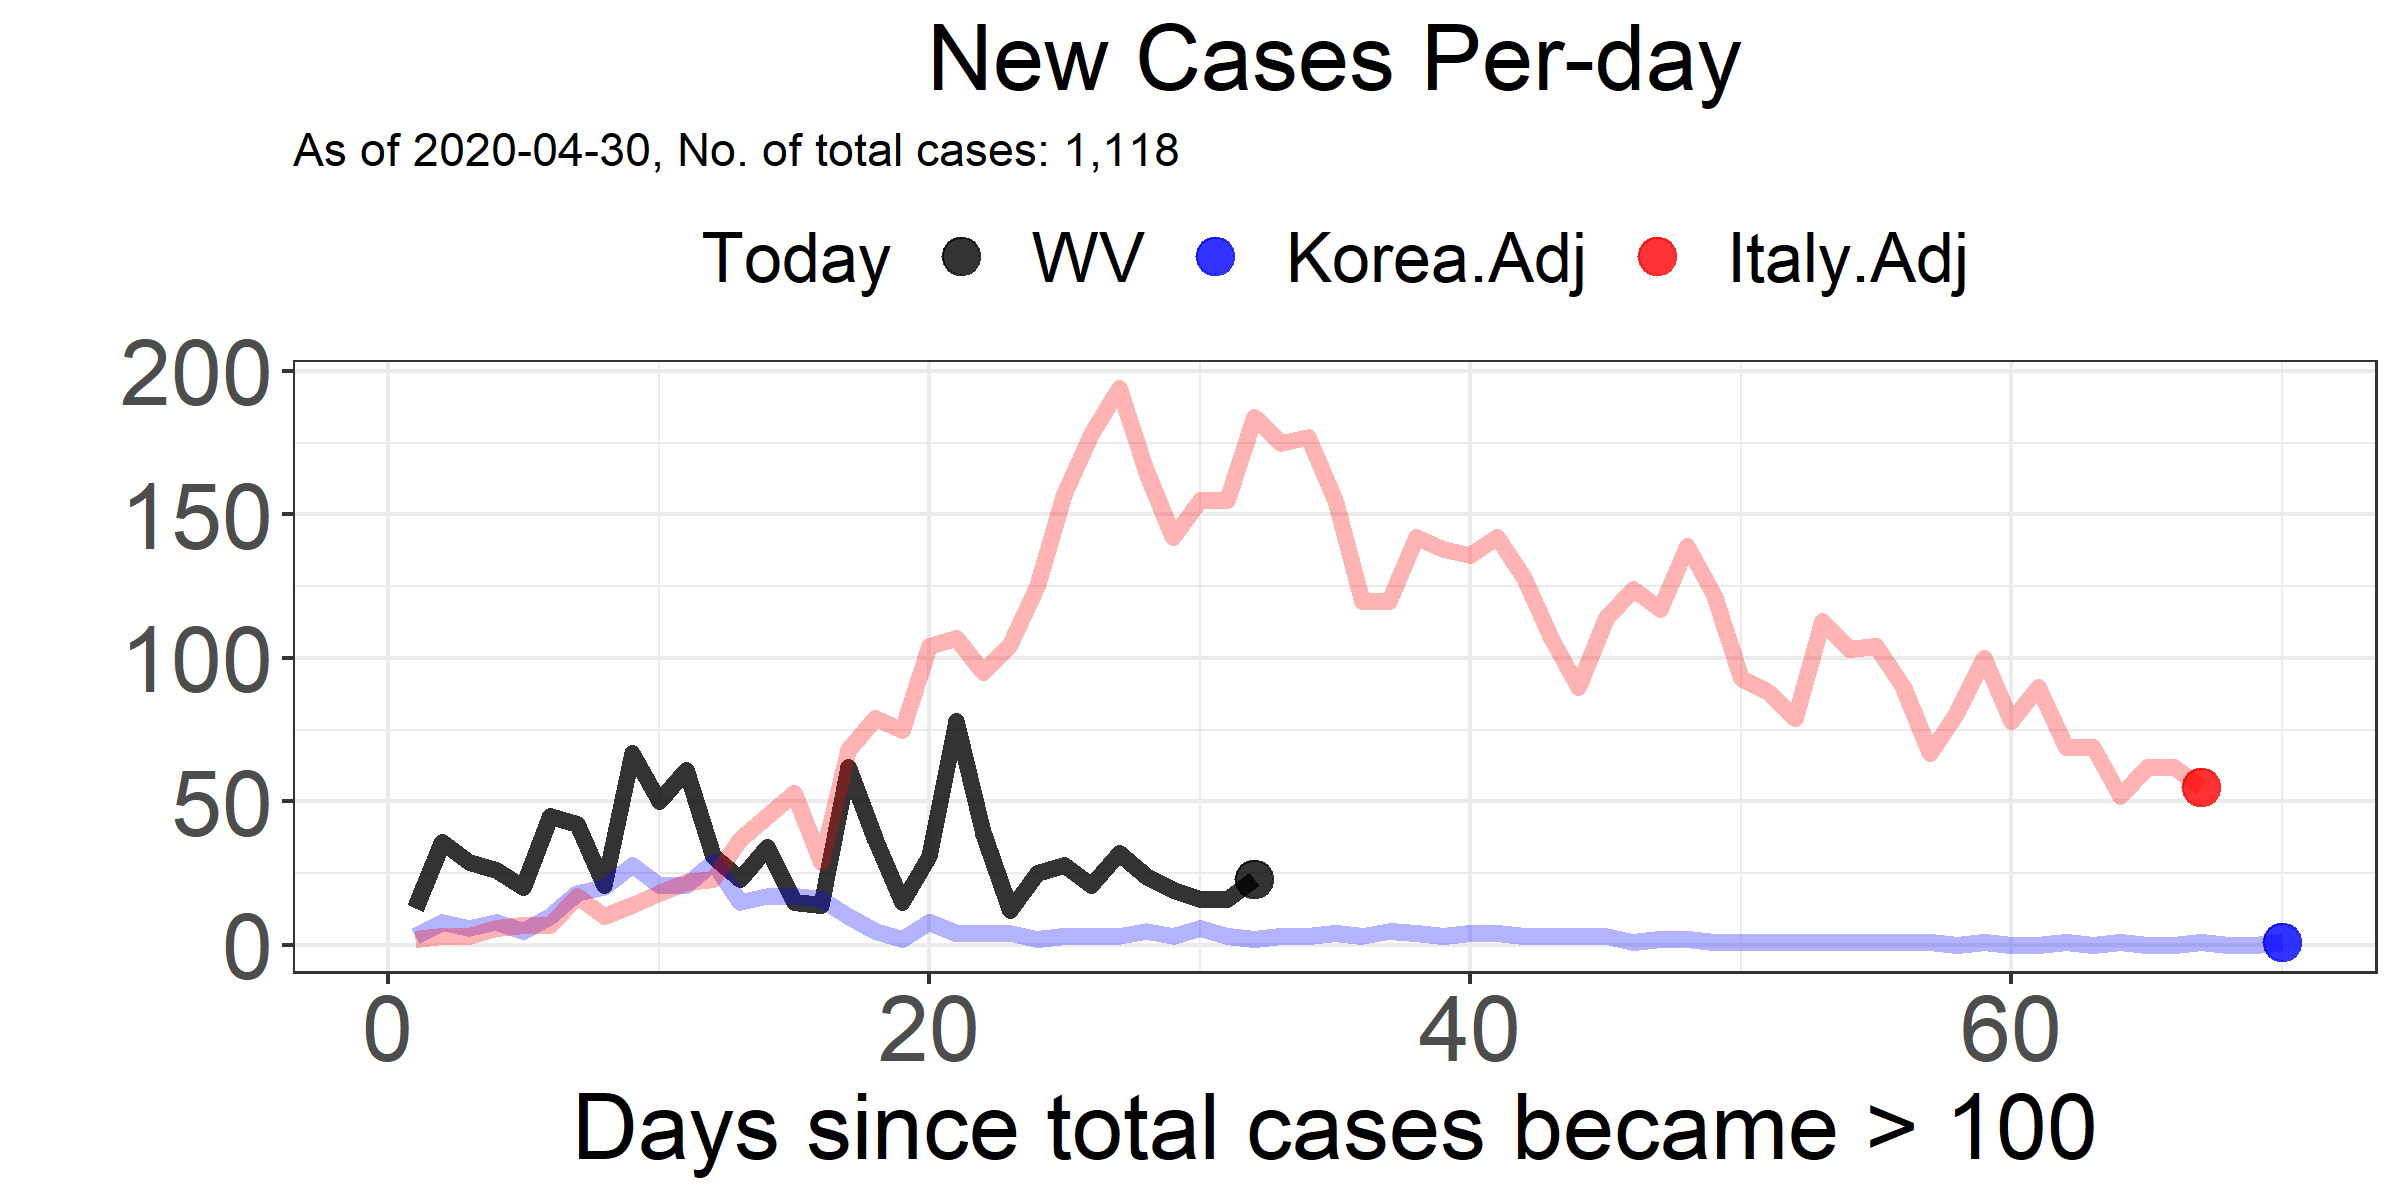 New Cases Per-day
As of 2020-04-30, No. of total cases: 1,118
Today WV Korea.Adj Italy.Adj
200
150
100
50
0
0 20 40 60
Days since total cases became > 100